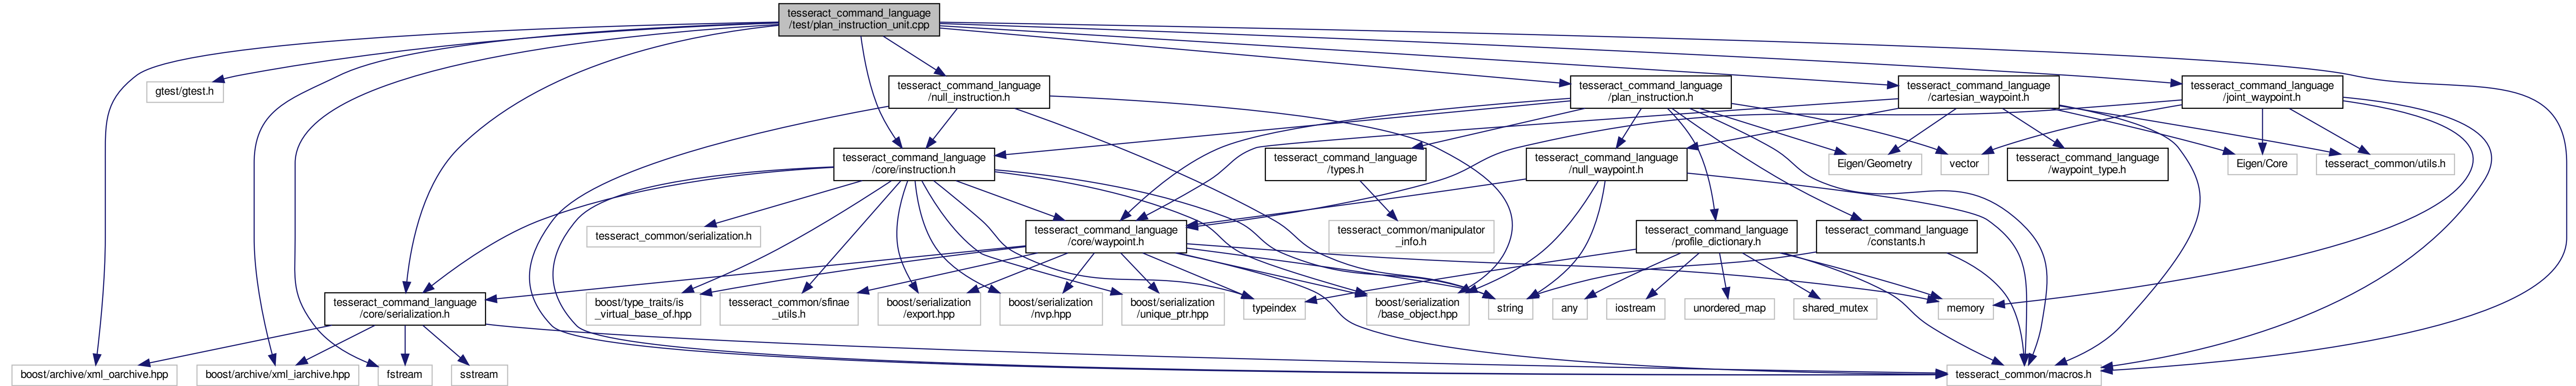 tesseract_command_language
/test/plan_instruction_unit.cpp
gtest/gtest.h
tesseract_command_language
/null_instruction.h
tesseract_command_language
/plan_instruction.h
tesseract_command_language
/cartesian_waypoint.h
tesseract_command_language
/joint_waypoint.h
tesseract_command_language
/core/instruction.h
tesseract_command_language
/types.h
tesseract_command_language
/null_waypoint.h
Eigen/Geometry
vector
tesseract_command_language
/waypoint_type.h
Eigen/Core
tesseract_common/utils.h
tesseract_common/serialization.h
tesseract_command_language
/core/waypoint.h
tesseract_common/manipulator
_info.h
tesseract_command_language
/profile_dictionary.h
tesseract_command_language
/constants.h
tesseract_command_language
/core/serialization.h
boost/type_traits/is
_virtual_base_of.hpp
tesseract_common/sfinae
_utils.h
boost/serialization
/export.hpp
boost/serialization
/nvp.hpp
boost/serialization
/unique_ptr.hpp
typeindex
boost/serialization
/base_object.hpp
string
any
iostream
unordered_map
shared_mutex
memory
boost/archive/xml_oarchive.hpp
boost/archive/xml_iarchive.hpp
fstream
sstream
tesseract_common/macros.h